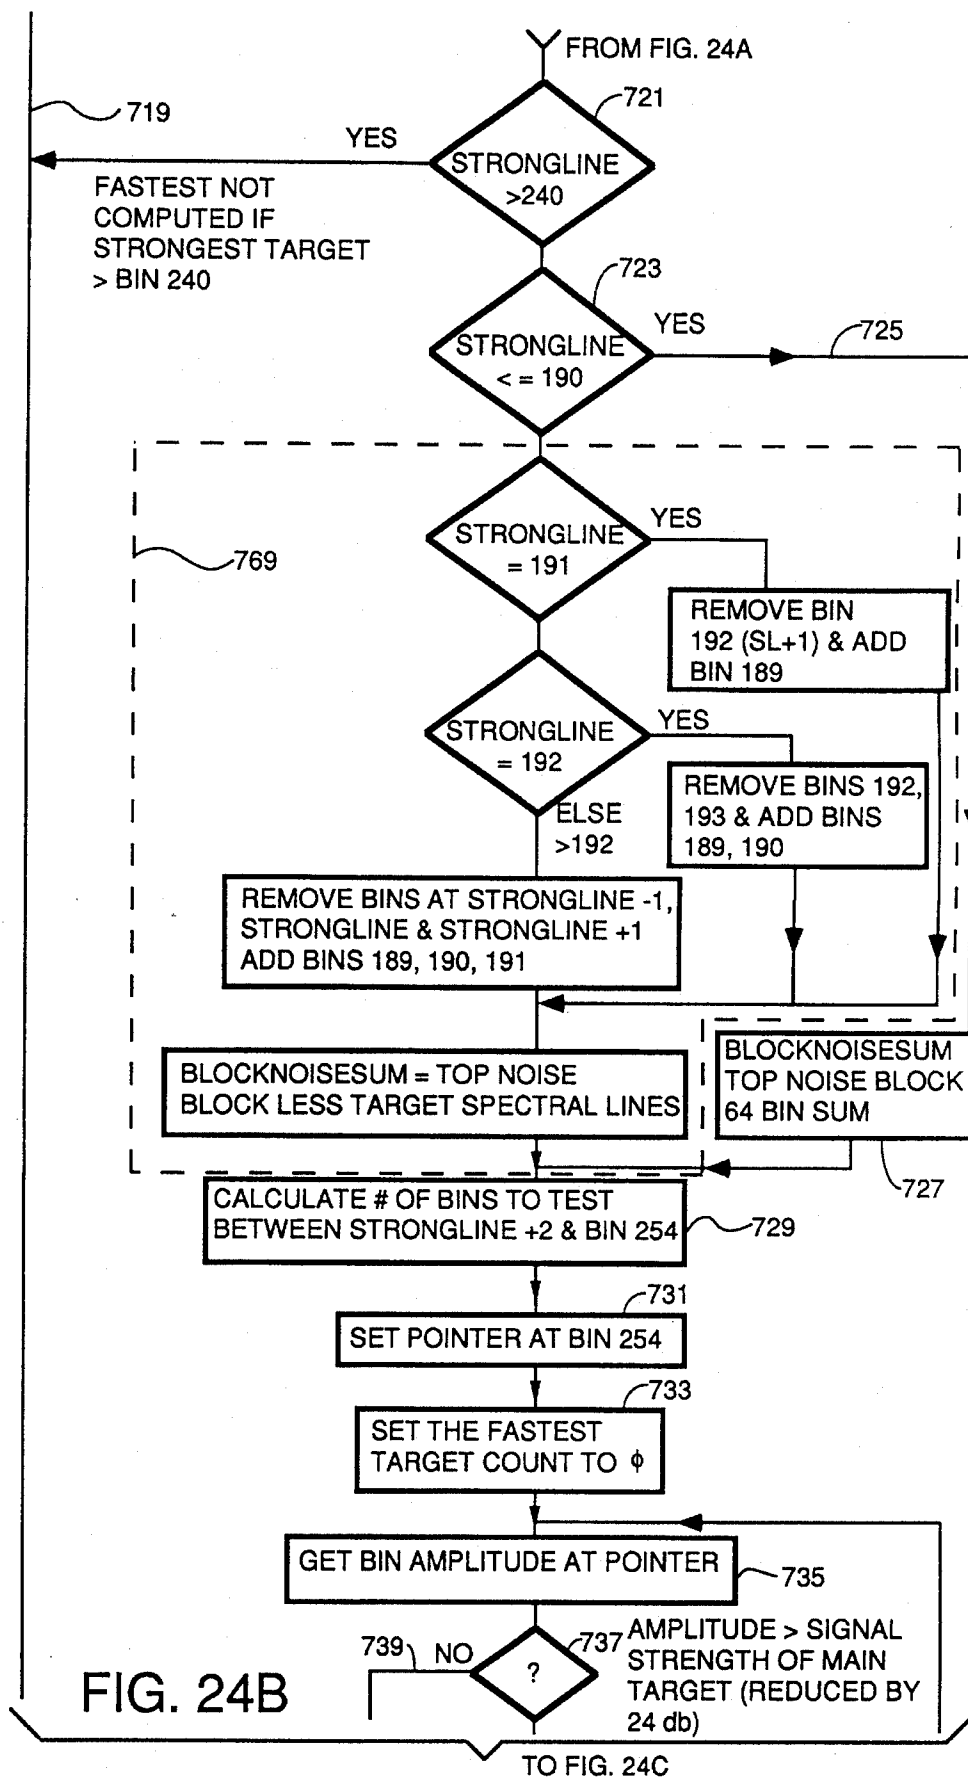 FROM FIG. 24A
721
719
YES
STRONGLINE
>240
FASTEST NOT
COMPUTED IF
STRONGEST TARGET
> BIN 240
723
YES
725
STRONGLINE
< = 190
STRONGLINE
= 191
YES
769
REMOVE BIN
192 (SL+1) & ADD
BIN 189
STRONGLINE
= 192
YES
REMOVE BINS 192,
193 & ADD BINS
189, 190
ELSE
>192
REMOVE BINS AT STRONGLINE -1,
STRONGLINE & STRONGLINE +1
ADD BINS 189, 190, 191
BLOCKNOISESUM = TOP NOISE
BLOCK LESS TARGET SPECTRAL LINES
BLOCKNOISESUM
TOP NOISE BLOCK
64 BIN SUM
727
CALCULATE # OF BINS TO TEST
BETWEEN STRONGLINE +2 & BIN 254
729
731
SET POINTER AT BIN 254
733
SET THE FASTEST
TARGET COUNT TO ϕ
GET BIN AMPLITUDE AT POINTER
735
739
NO
?
737
AMPLITUDE > SIGNAL
STRENGTH OF MAIN
TARGET (REDUCED BY
24 db)
FIG. 24B
TO FIG. 24C